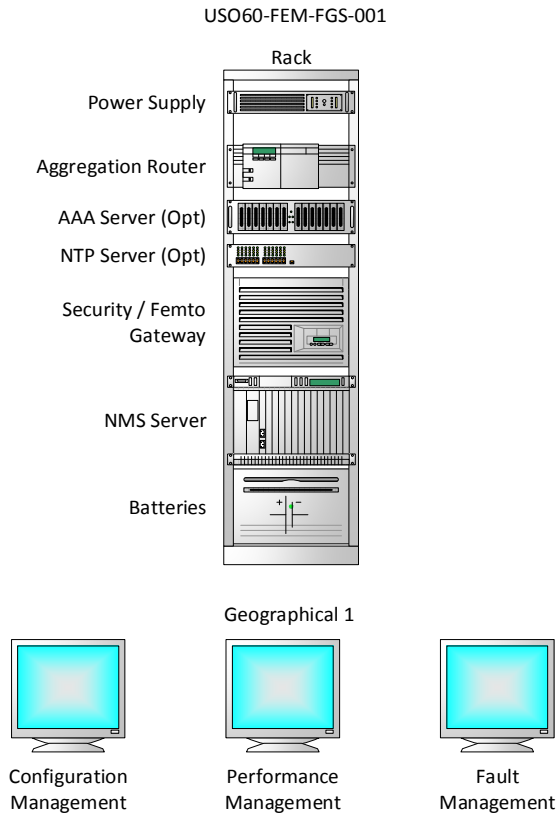 USO60-FEM-FGS-001
Rack
Power Supply
Aggregation Router
AAA Server (Opt)
NTP Server (Opt)
Security / Femto
Gateway
NMS Server
Batteries
+ −
Geographical 1
Configuration
Management
Performance
Management
Fault
Management